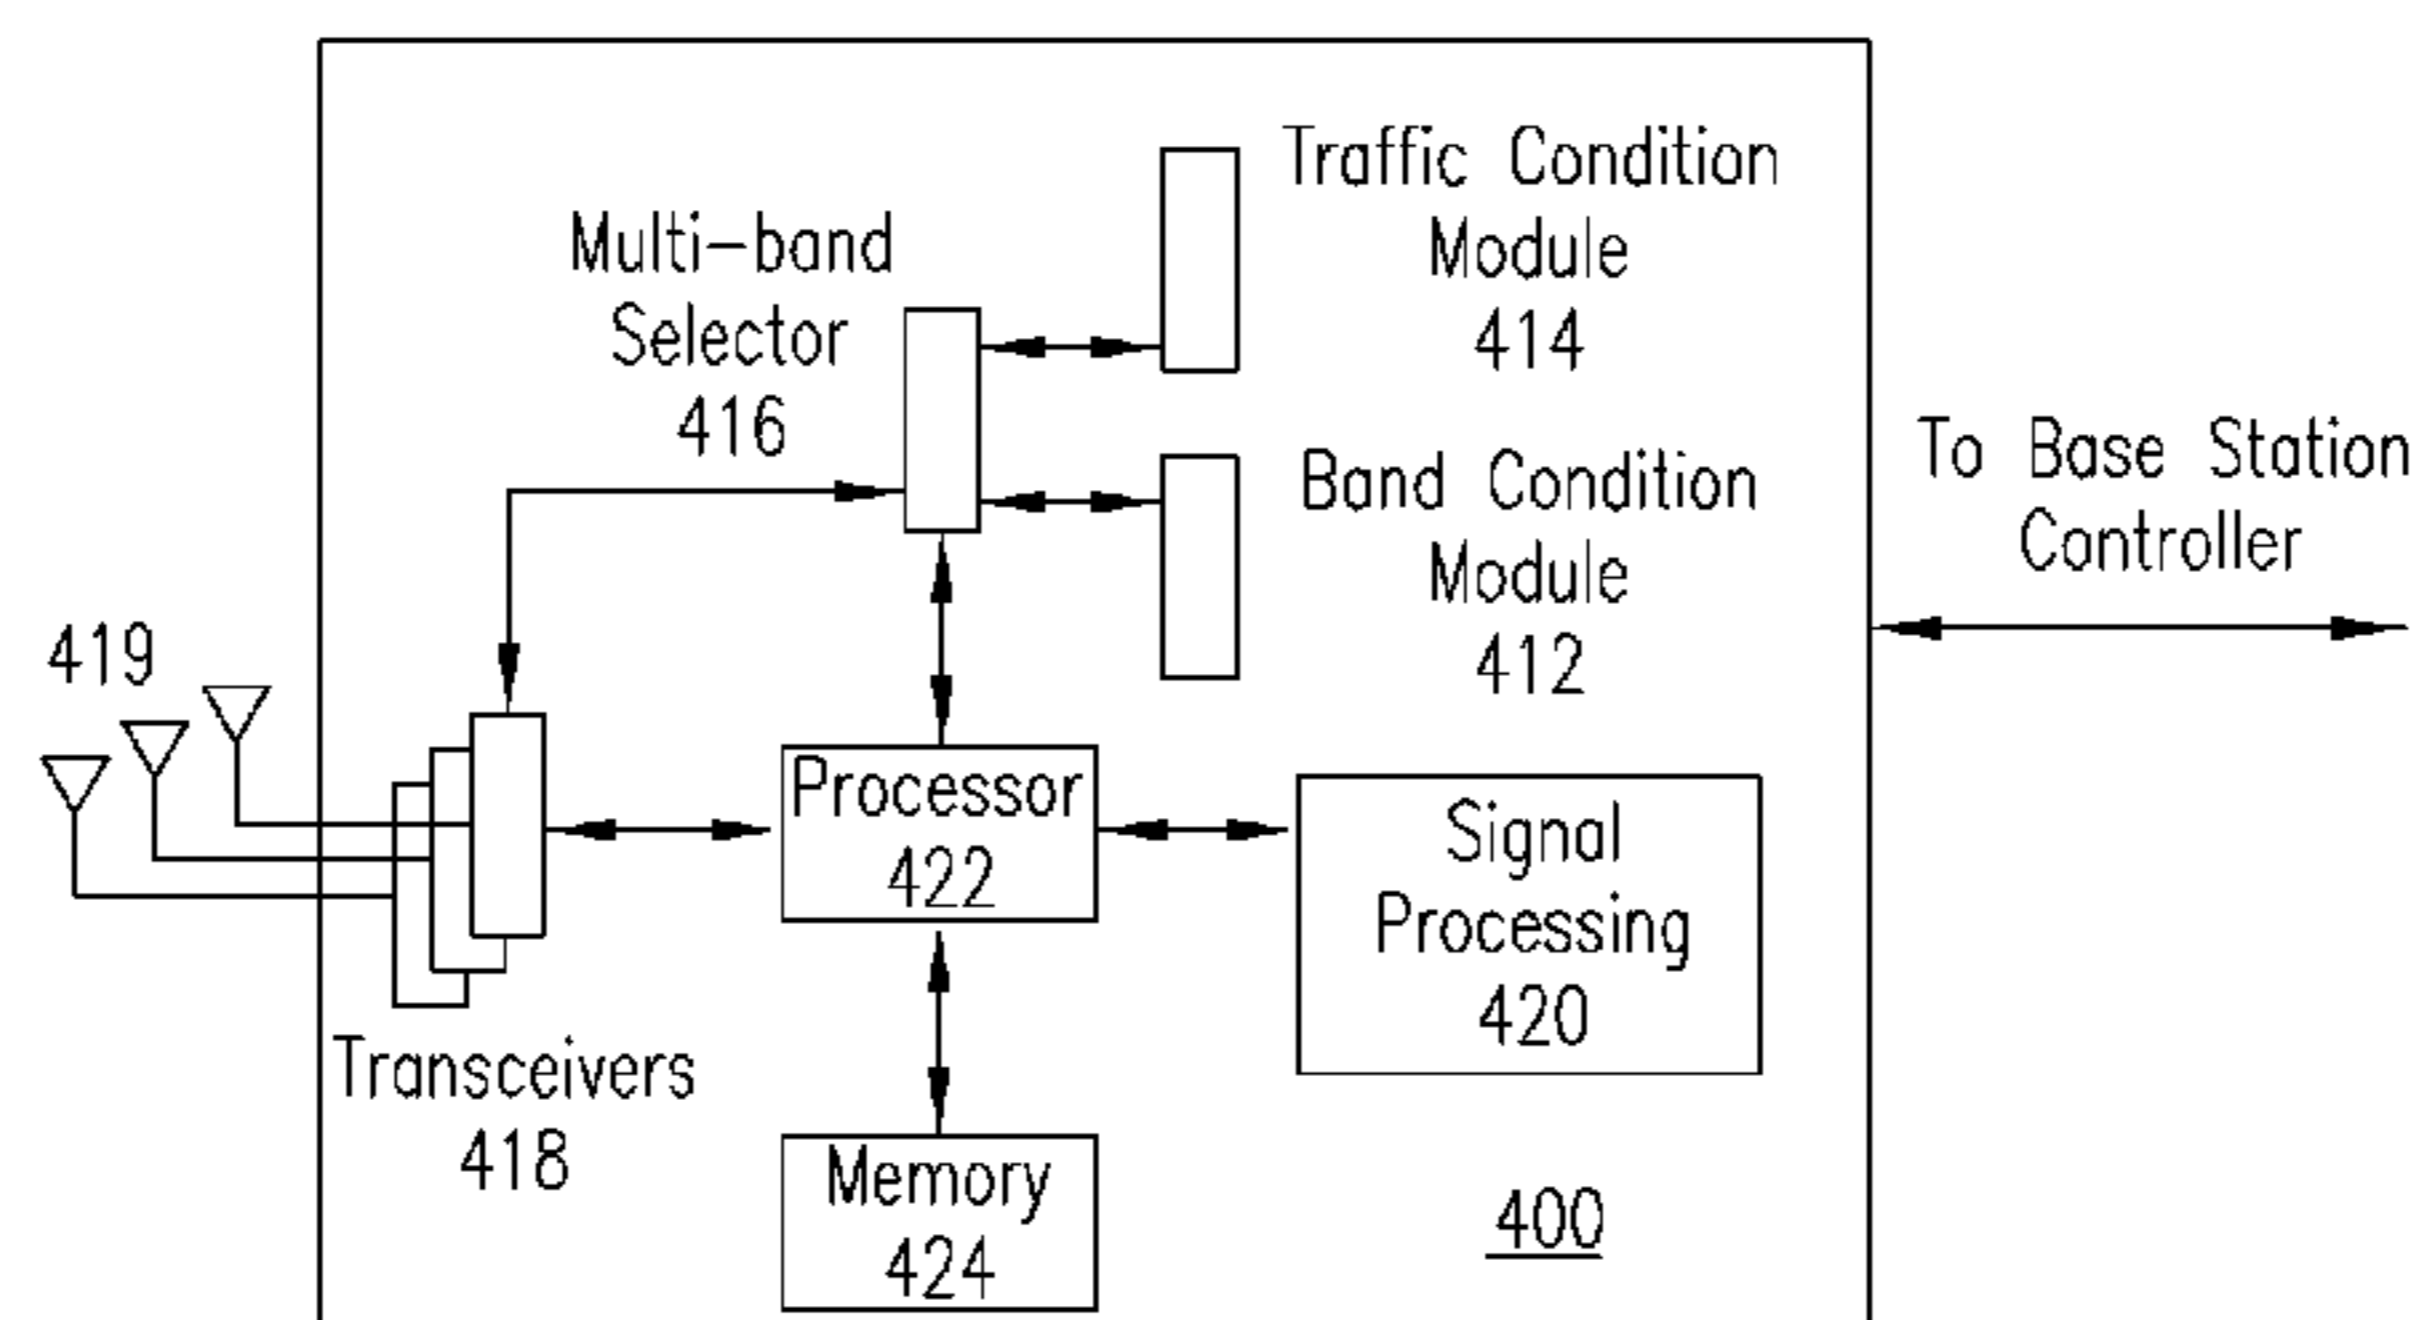 Traffic Condition
Module
414
Multi-band
Selector
416
Band Condition
Module
412
To Base Station
Controller
419
Processor
422
Signal
Processing
420
Transceivers
418
Memory
424
400